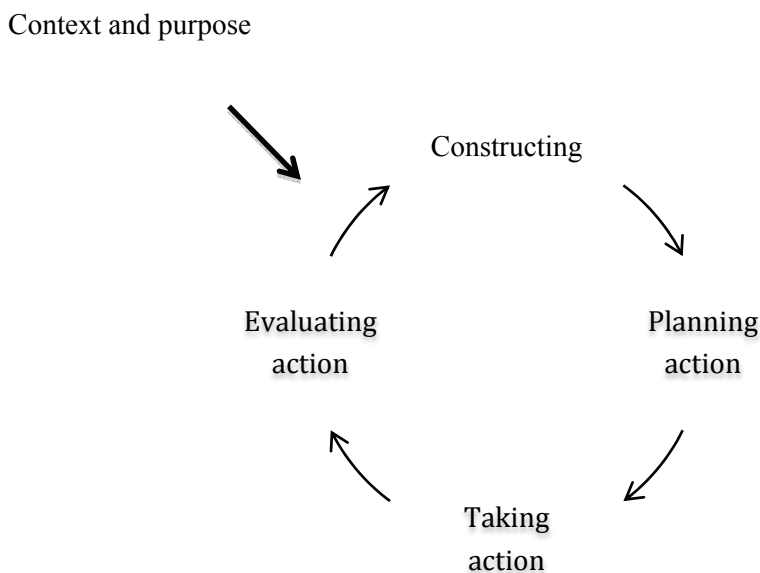 Context and purpose
Constructing
Evaluating
action
Planning
action
Taking
action